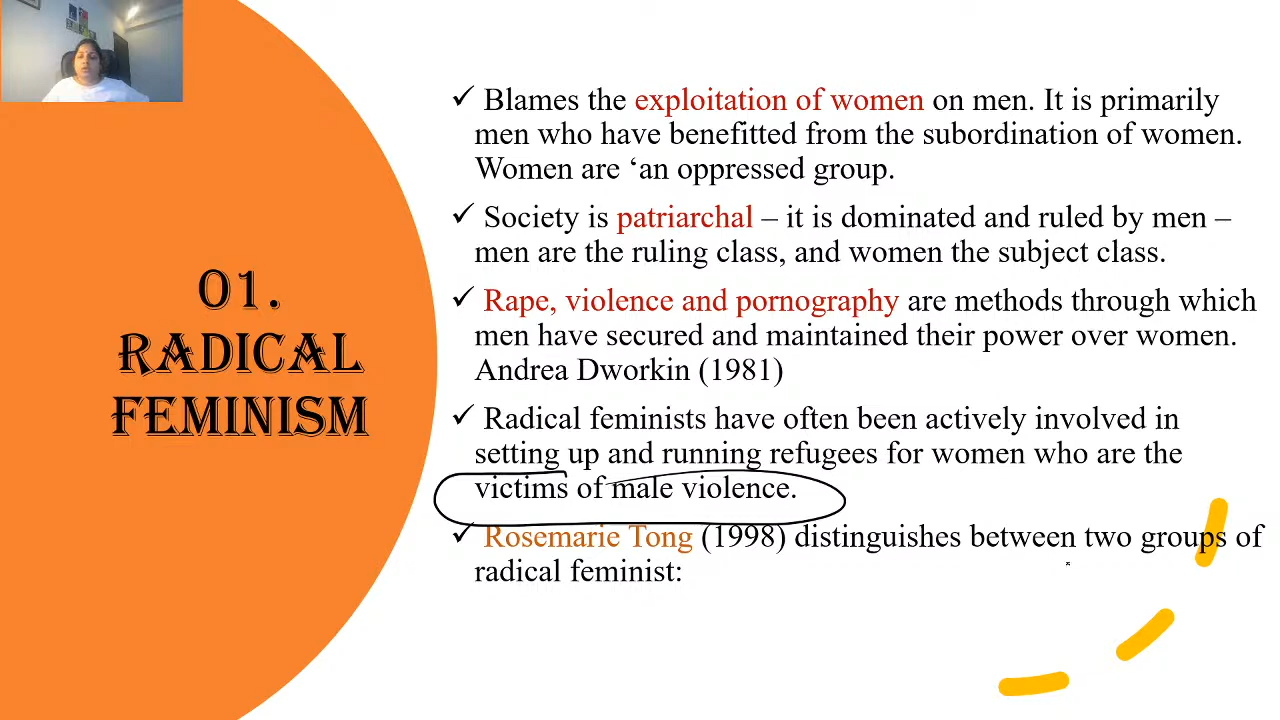 01.
RADICAL
FEMINISM
✓ Blames the exploitation of women on men. It is primarily
men who have benefitted from the subordination of women.
Women are ‘an oppressed group.
✓ Society is patriarchal – it is dominated and ruled by men –
men are the ruling class, and women the subject class.
✓ Rape, violence and pornography are methods through which
men have secured and maintained their power over women.
Andrea Dworkin (1981)
✓ Radical feminists have often been actively involved in
setting up and running refugees for women who are the
victims of male violence.
✓ Rosemarie Tong (1998) distinguishes between two groups of
radical feminist: